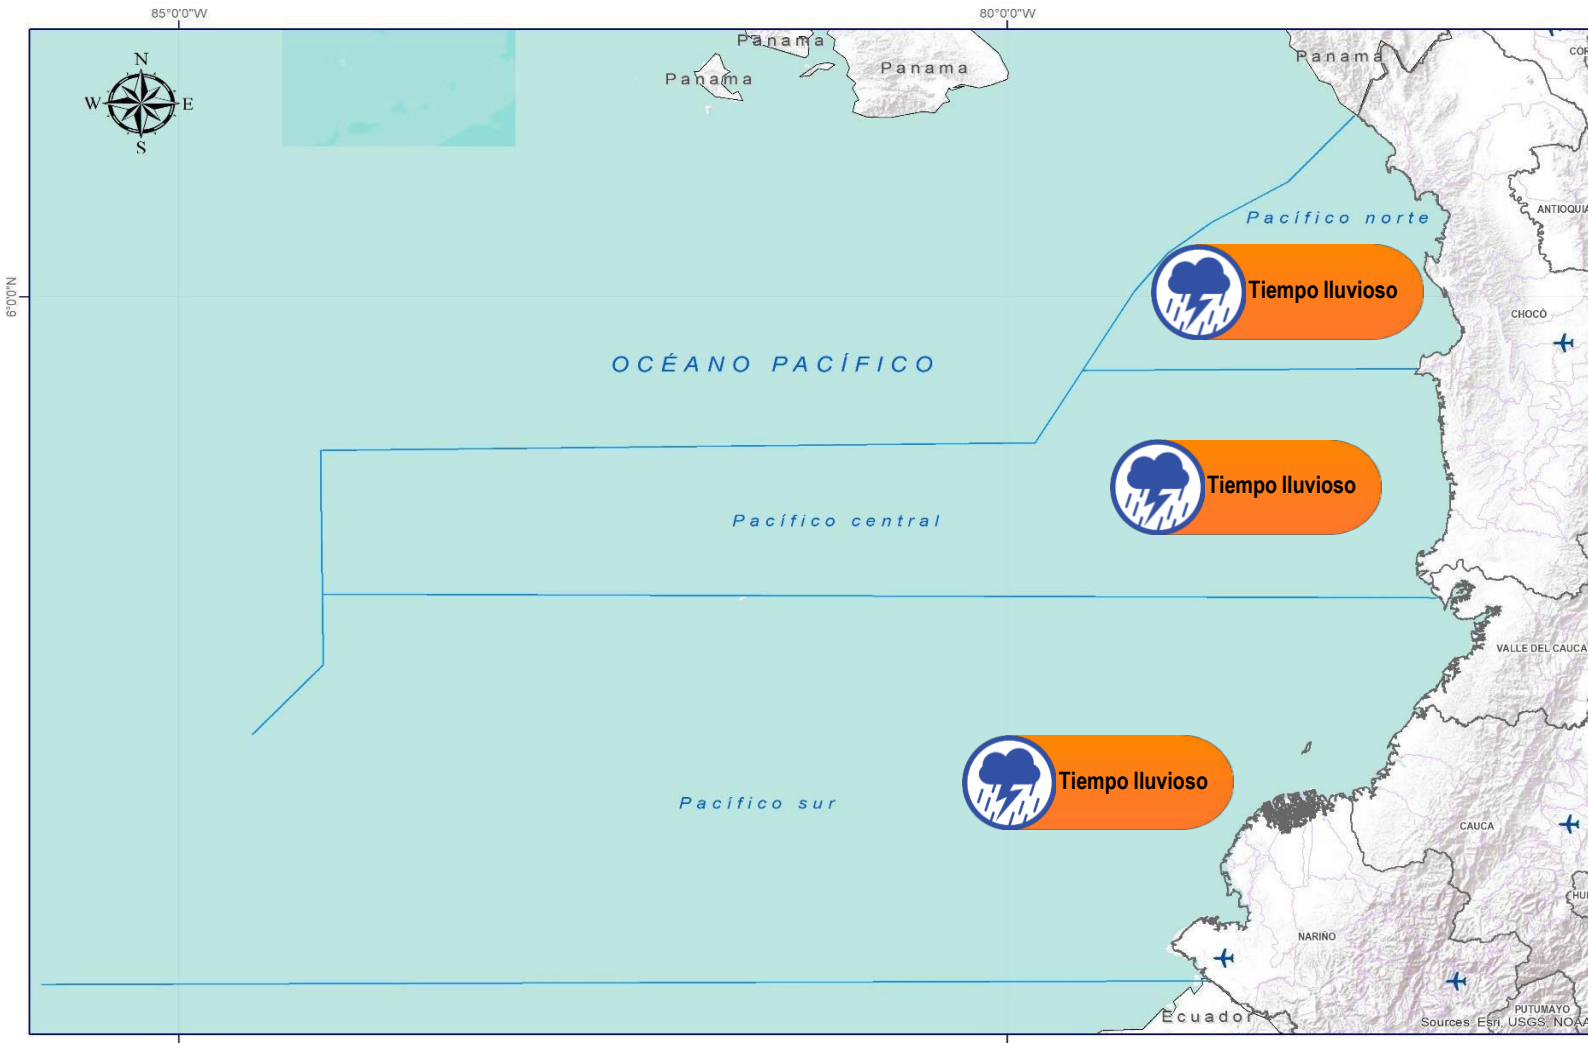 85°0'0"W
80°0'0"W
Panama
Panama
Panama
Panama
N
W
E
S
ANTIOQUIA
Pacífico norte
6°0'0"N
Tiempo lluvioso
CHOCÓ
OCÉANO PACÍFICO
Tiempo lluvioso
Pacífico central
VALLE DEL CAUCA
Tiempo lluvioso
Pacífico sur
CAUCA
NARIÑO
PUTUMAYO
Ecuador
Sources: Esri, USGS, NOAA